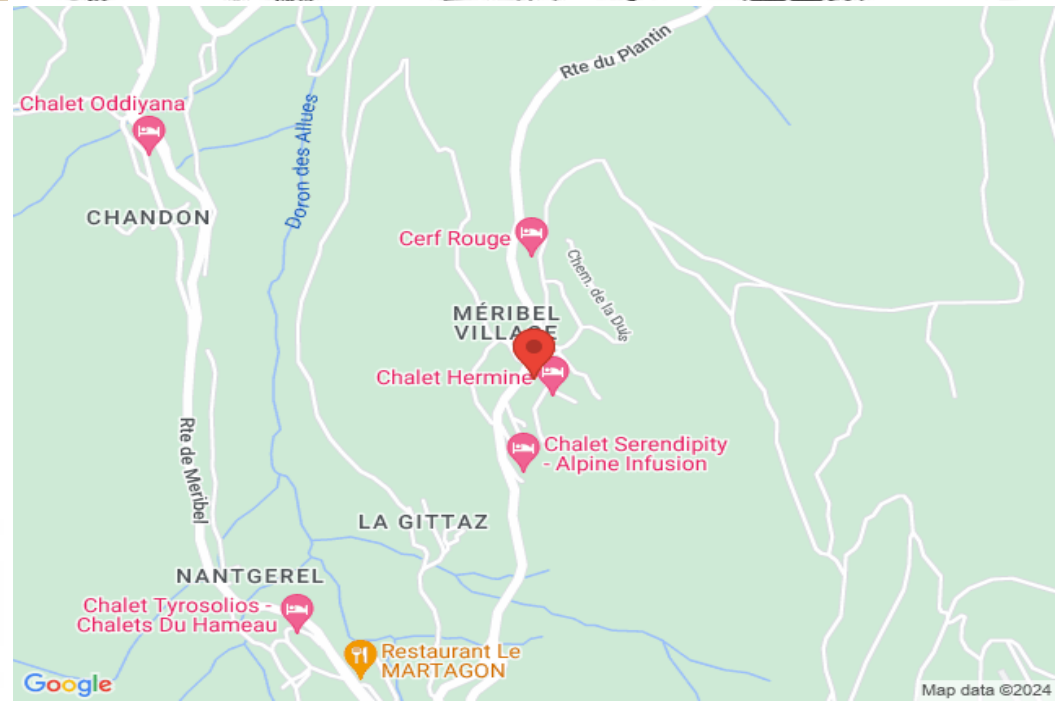 Rte du Plantin
Chalet Oddiyana
Doron des Allues
CHANDON
Cerf Rouge
Chem. de la Duis
MÉRIBEL
VILLAGE
Chalet Hermine
Rte de Meribel
Chalet Serendipity
- Alpine Infusion
LA GITTAZ
NANTGEREL
Chalet Tyrosolios -
Chalets Du Hameau
Restaurant Le
MARTAGON
Google
Map data ©2024